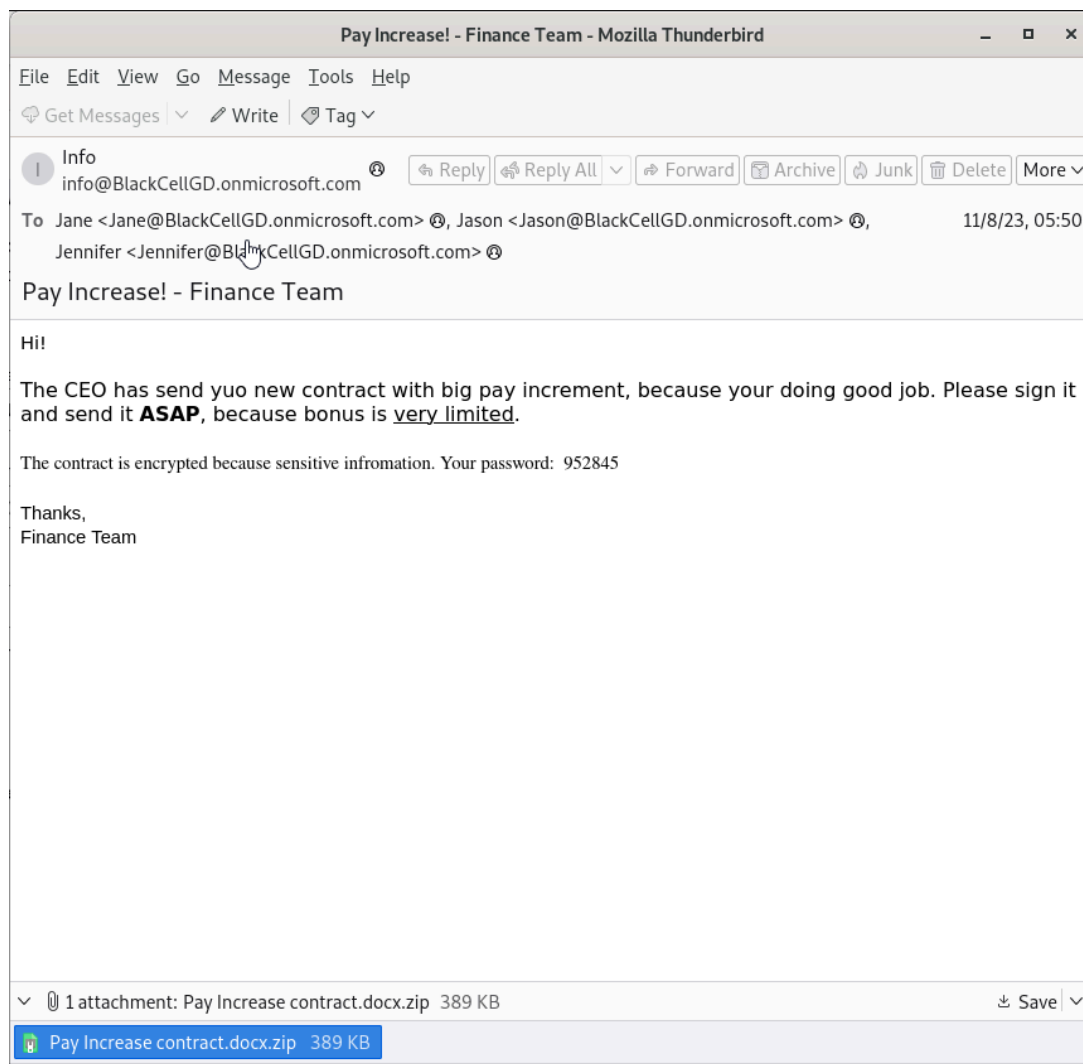 Pay Increase! - Finance Team - Mozilla Thunderbird
File Edit View Go Message Tools Help
Get Messages Write Tag
I Info
info@BlackCellGD.onmicrosoft.com Reply Reply All Forward Archive Junk Delete More
To Jane <Jane@BlackCellGD.onmicrosoft.com> , Jason <Jason@BlackCellGD.onmicrosoft.com> , 11/8/23, 05:50
Jennifer <Jennifer@BlackCellGD.onmicrosoft.com>
Pay Increase! - Finance Team
Hi!
The CEO has send yuo new contract with big pay increment, because your doing good job. Please sign it
and send it ASAP, because bonus is very limited.
The contract is encrypted because sensitive infromation. Your password: 952845
Thanks,
Finance Team
1 attachment: Pay Increase contract.docx.zip 389 KB Save
Pay Increase contract.docx.zip 389 KB